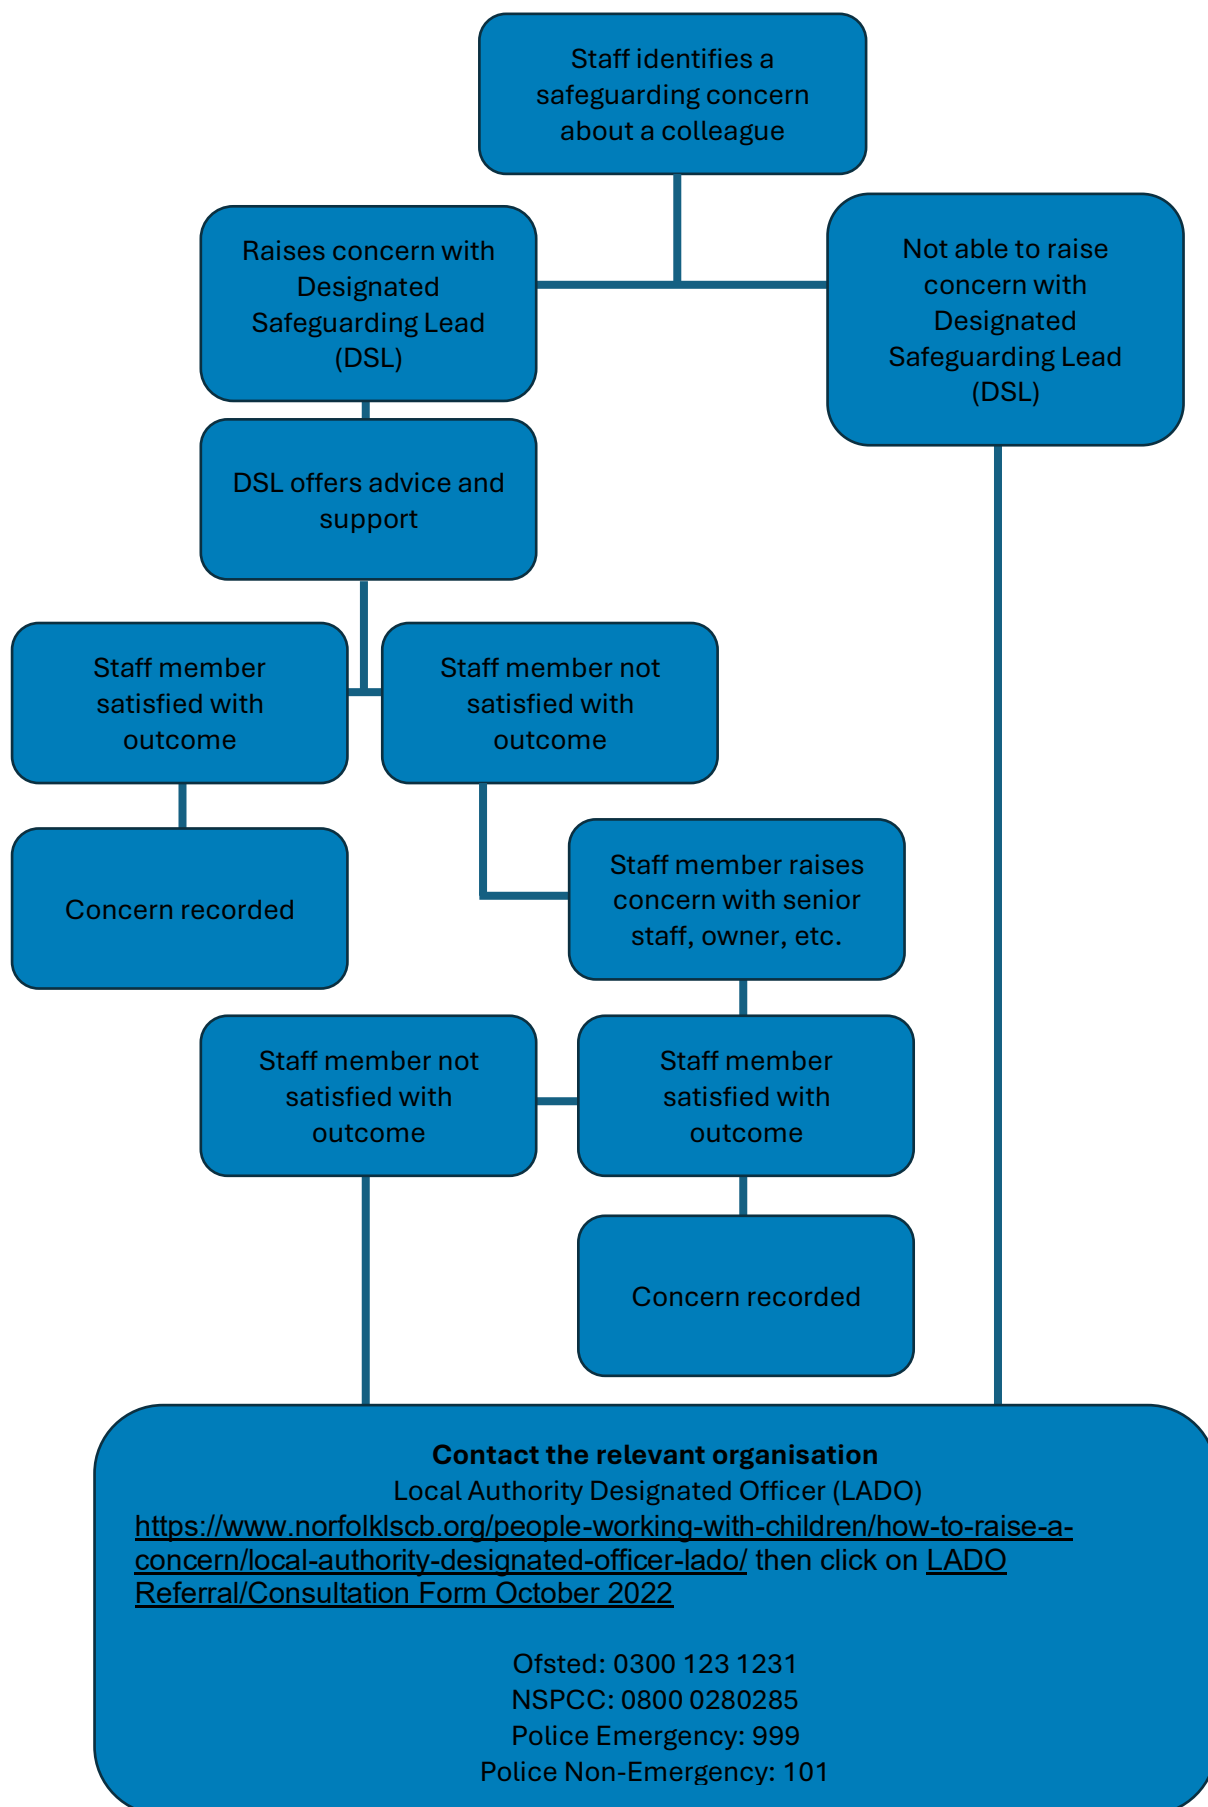 Staff identifies a
safeguarding concern
about a colleague
Raises concern with
Designated
Safeguarding Lead
(DSL)
Not able to raise
concern with
Designated
Safeguarding Lead
(DSL)
DSL offers advice and
support
Staff member
satisfied with
outcome
Staff member not
satisfied with
outcome
Concern recorded
Staff member raises
concern with senior
staff, owner, etc.
Staff member not
satisfied with
outcome
Staff member
satisfied with
outcome
Concern recorded
Contact the relevant organisation
Local Authority Designated Officer (LADO)
https://www.norfolklscb.org/people-working-with-children/how-to-raise-a-
concern/local-authority-designated-officer-lado/ then click on LADO
Referral/Consultation Form October 2022
Ofsted: 0300 123 1231
NSPCC: 0800 0280285
Police Emergency: 999
Police Non-Emergency: 101